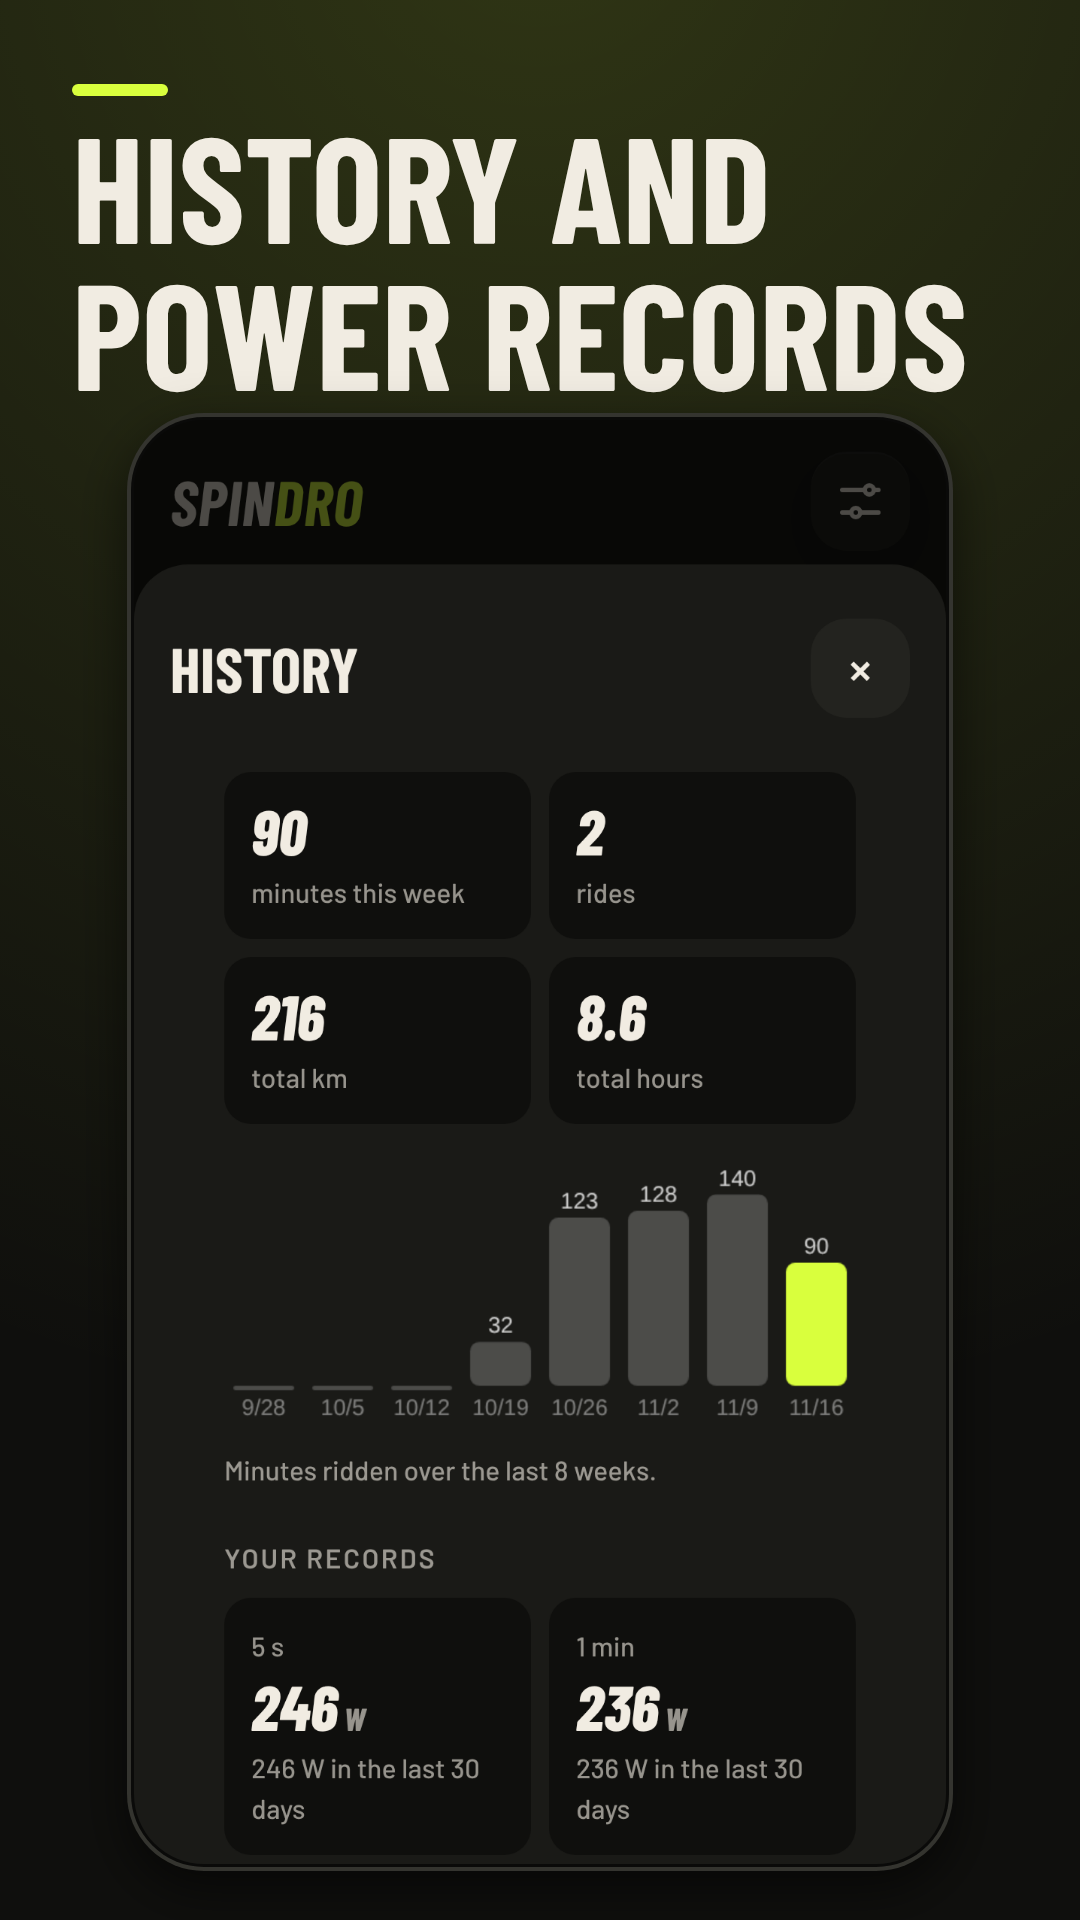 HISTORY AND
POWER RECORDS
SPINDRO
HISTORY
×
90
minutes this week
2
rides
216
total km
8.6
total hours
32
123
128
140
90
9/28 10/5 10/12 10/19 10/26 11/2 11/9 11/16
Minutes ridden over the last 8 weeks.
YOUR RECORDS
5 s
246 W
246 W in the last 30
days
1 min
236 W
236 W in the last 30
days